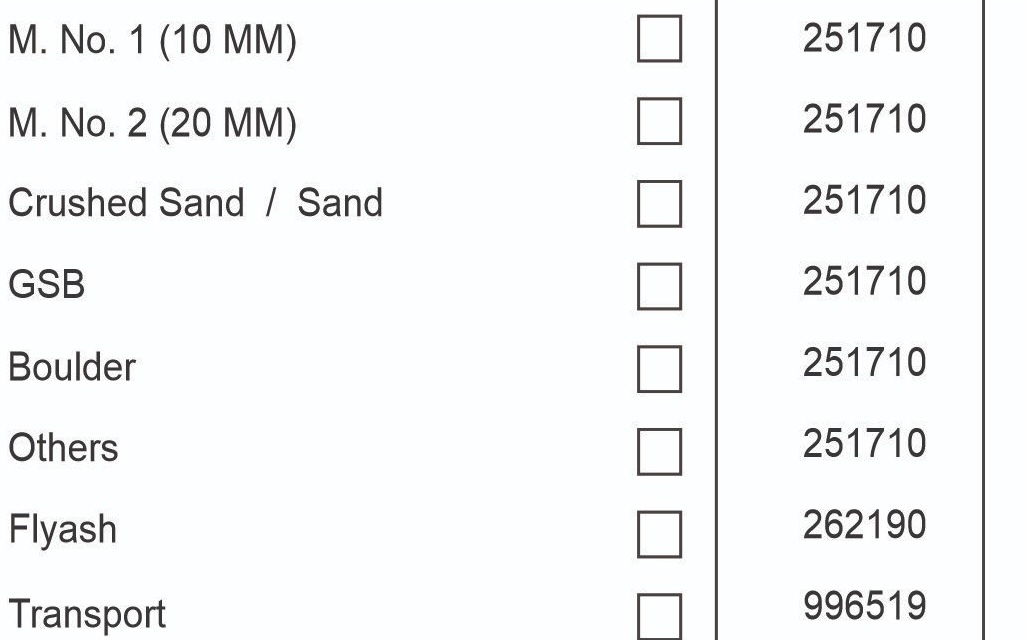 M. No. 1 (10 MM) 251710
M. No. 2 (20 MM) 251710
Crushed Sand / Sand 251710
GSB 251710
Boulder 251710
Others 251710
Flyash 262190
Transport 996519